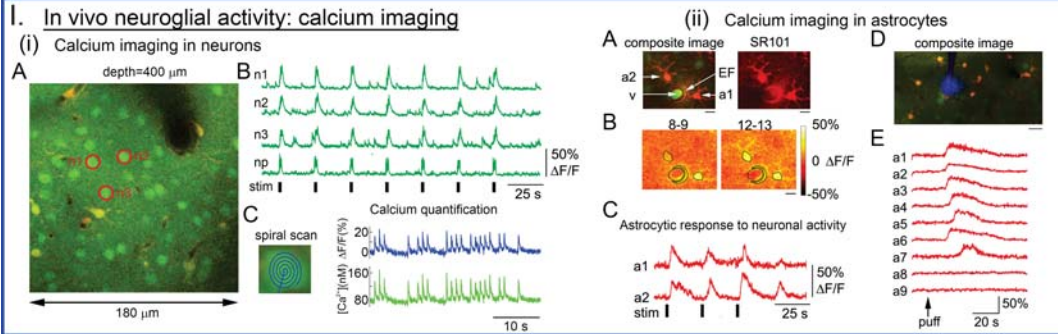 I. In vivo neuroglial activity: calcium imaging
(i) Calcium imaging in neurons
A
depth=400 µm
n1
180 µm
B
n1
n2
n3
np
stim
50%
ΔF/F
25 s
C
spiral scan
Calcium quantification
ΔF/F(%)
20
0
[Ca²⁺](nM)
160
80
10 s
(ii) Calcium imaging in astrocytes
A
composite image
SR101
a2
v
EF
a1
B
8-9
12-13
50%
0 ΔF/F
-50%
C
Astrocytic response to neuronal activity
a1
a2
stim
50%
ΔF/F
25 s
D
composite image
E
a1
a2
a3
a4
a5
a6
a7
a8
a9
puff
50%
20 s